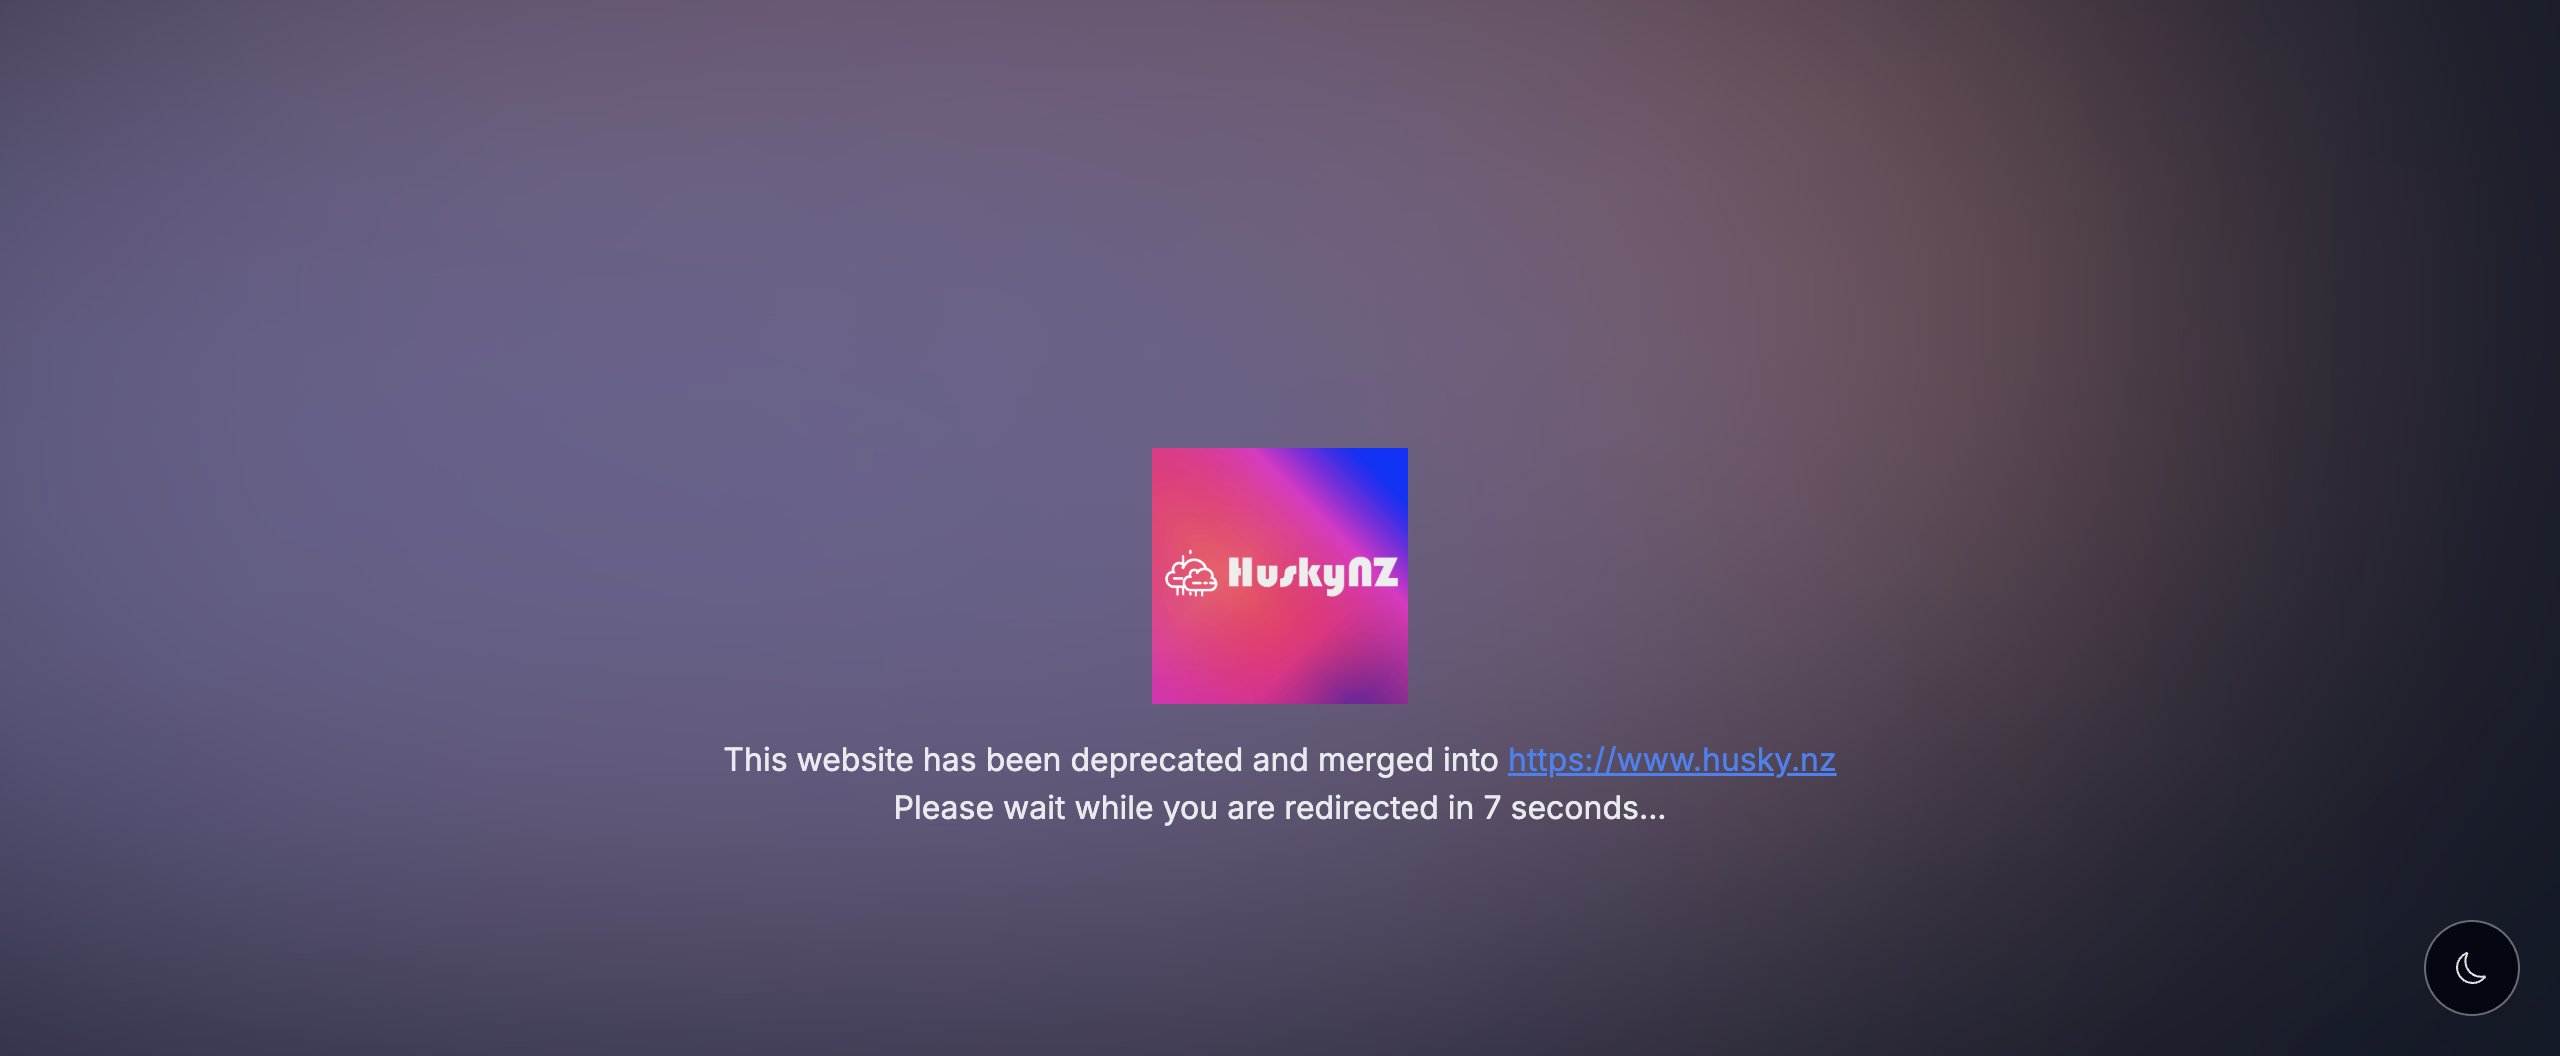 HuskyNZ
This website has been deprecated and merged into https://www.husky.nz
Please wait while you are redirected in 7 seconds...